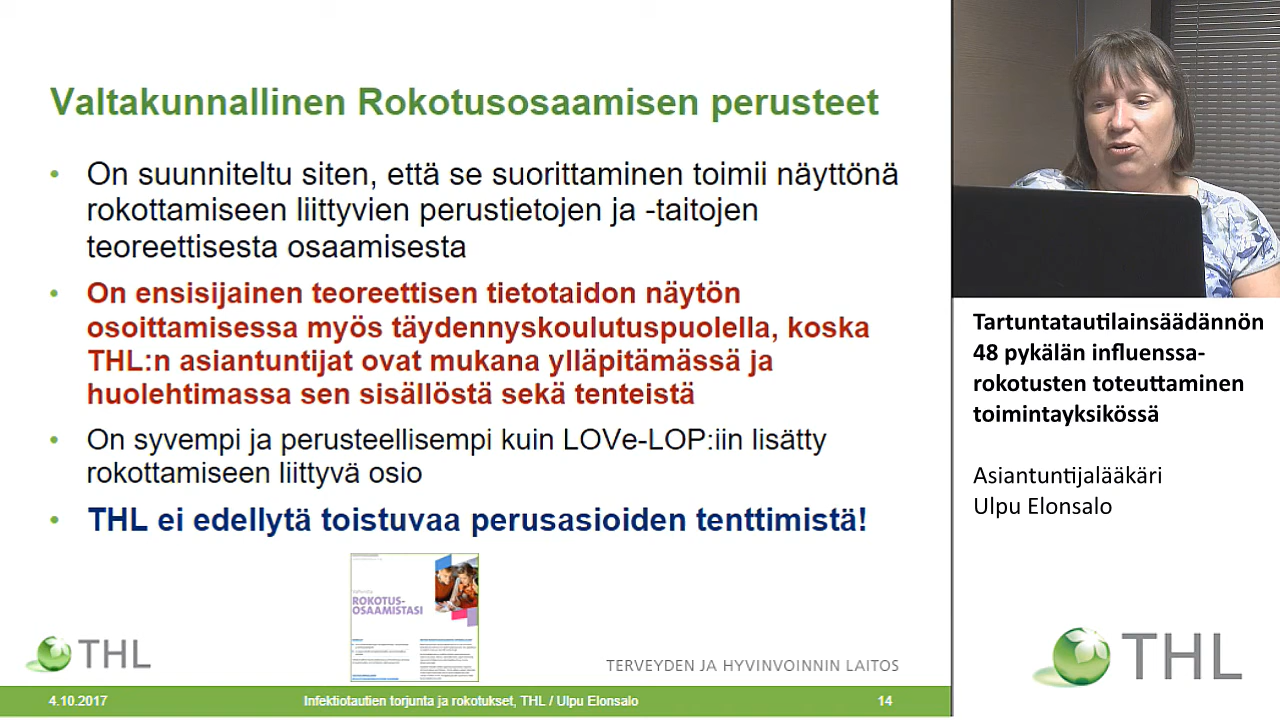 Valtakunnallinen Rokotusosaamisen perusteet
• On suunniteltu siten, että se suorittaminen toimii näyttönä
rokottamiseen liittyvien perustietojen ja -taitojen
teoreettisesta osaamisesta
• On ensisijainen teoreettisen tietotaidon näytön
osoittamisessa myös täydennyskoulutuspuolella, koska
THL:n asiantuntijat ovat mukana ylläpitämässä ja
huolehtimassa sen sisällöstä sekä tenteistä
• On syvempi ja perusteellisempi kuin LOVe-LOP:iin lisätty
rokottamiseen liittyvä osio
• THL ei edellytä toistuvaa perusasioiden tenttimistä!
ROKOTUS-
OSAAMISTASI
THL
TERVEYDEN JA HYVINVOINNIN LAITOS
4.10.2017
Infektiotautien torjunta ja rokotukset, THL / Ulpu Elonsalo
14
Tartuntatautilainsäädännön
48 pykälän influenssa-
rokotusten toteuttaminen
toimintayksikössä
Asiantuntijalääkäri
Ulpu Elonsalo
THL